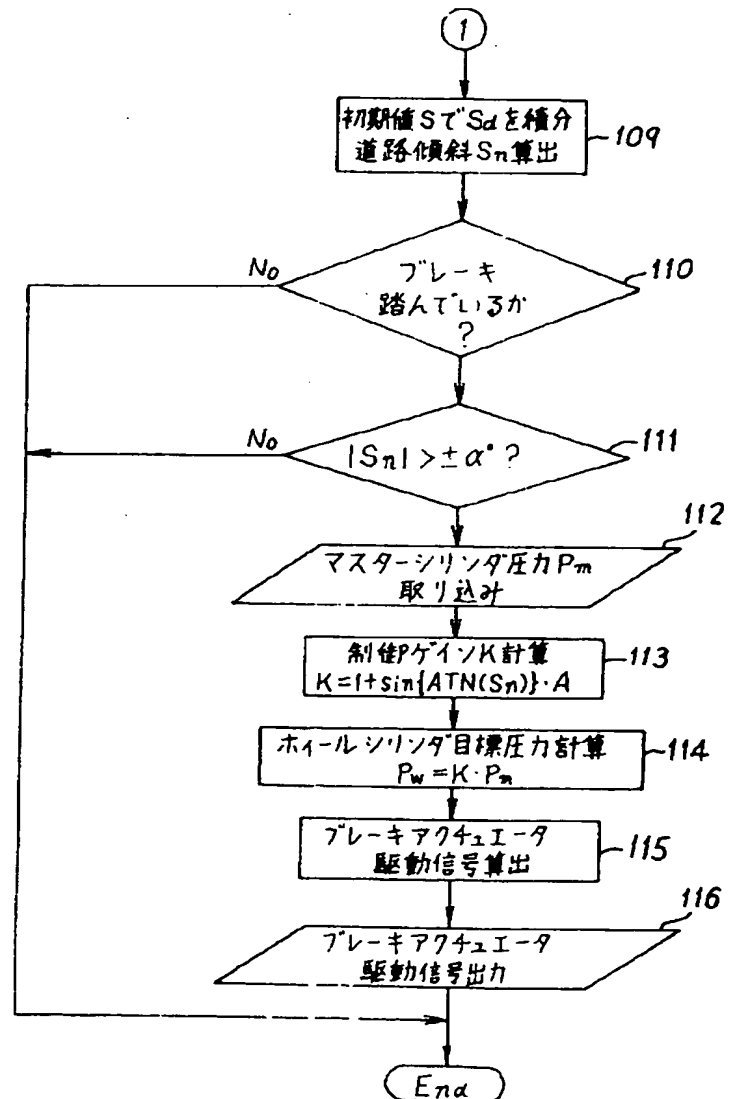 1
初期値SでSdを積分
道路傾斜Sn算出
109
No
ブレーキ
踏んでいるか
?
110
No
|Sn|>±α°?
111
112
マスターシリンダ圧力Pm
取り込み
制御PゲインK計算
K=1+sin{ATN(Sn)}·A
113
ホィールシリンダ目標圧力計算
Pw=K·Pm
114
ブレーキアクチュエータ
駆動信号算出
115
116
ブレーキアクチュエータ
駆動信号出力
End